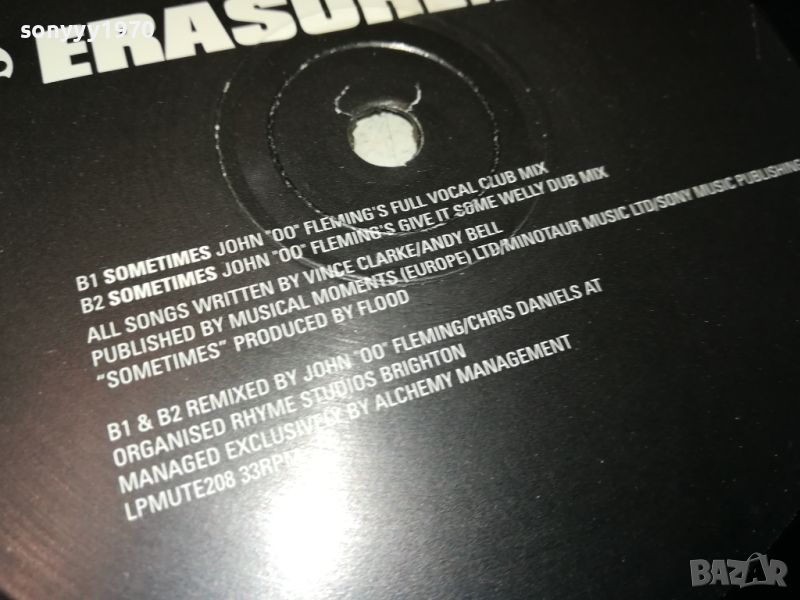 sonyyy1970
B1 SOMETIMES JOHN "OO" FLEMING'S FULL VOCAL CLUB MIX
B2 SOMETIMES JOHN "OO" FLEMING'S GIVE IT SOME WELLY DUB MIX
ALL SONGS WRITTEN BY VINCE CLARKE/ANDY BELL
PUBLISHED BY MUSICAL MOMENTS (EUROPE) LTD/MINOTAUR MUSIC LTD/SONY MUSIC PUBLISHING
"SOMETIMES" PRODUCED BY FLOOD
B1 & B2 REMIXED BY JOHN "OO" FLEMING/CHRIS DANIELS AT
ORGANISED RHYME STUDIOS BRIGHTON
MANAGED EXCLUSIVELY BY ALCHEMY MANAGEMENT
LPMUTE208 33RPM
BAZAR